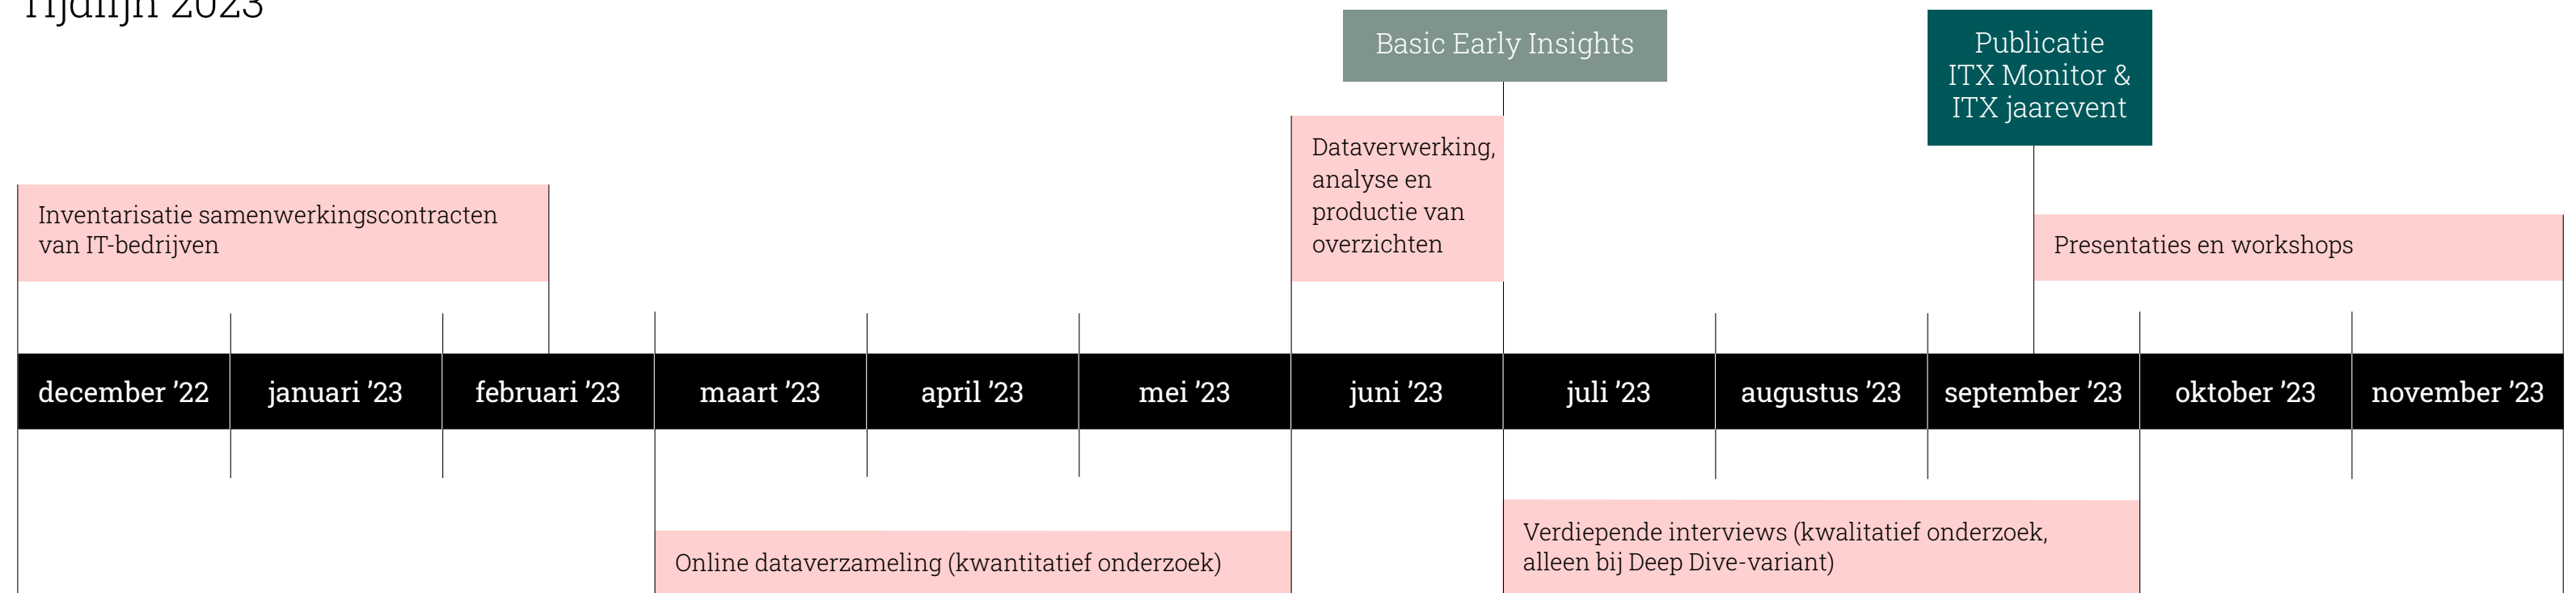 Tijdlijn 2023
Basic Early Insights
Publicatie
ITX Monitor &
ITX jaarevent
Dataverwerking,
analyse en
productie van
overzichten
Inventarisatie samenwerkingscontracten
van IT-bedrijven
Presentaties en workshops
december ’22
januari ’23
februari ’23
maart ’23
april ’23
mei ’23
juni ’23
juli ’23
augustus ’23
september ’23
oktober ’23
november ’23
Verdiepende interviews (kwalitatief onderzoek,
alleen bij Deep Dive-variant)
Online dataverzameling (kwantitatief onderzoek)